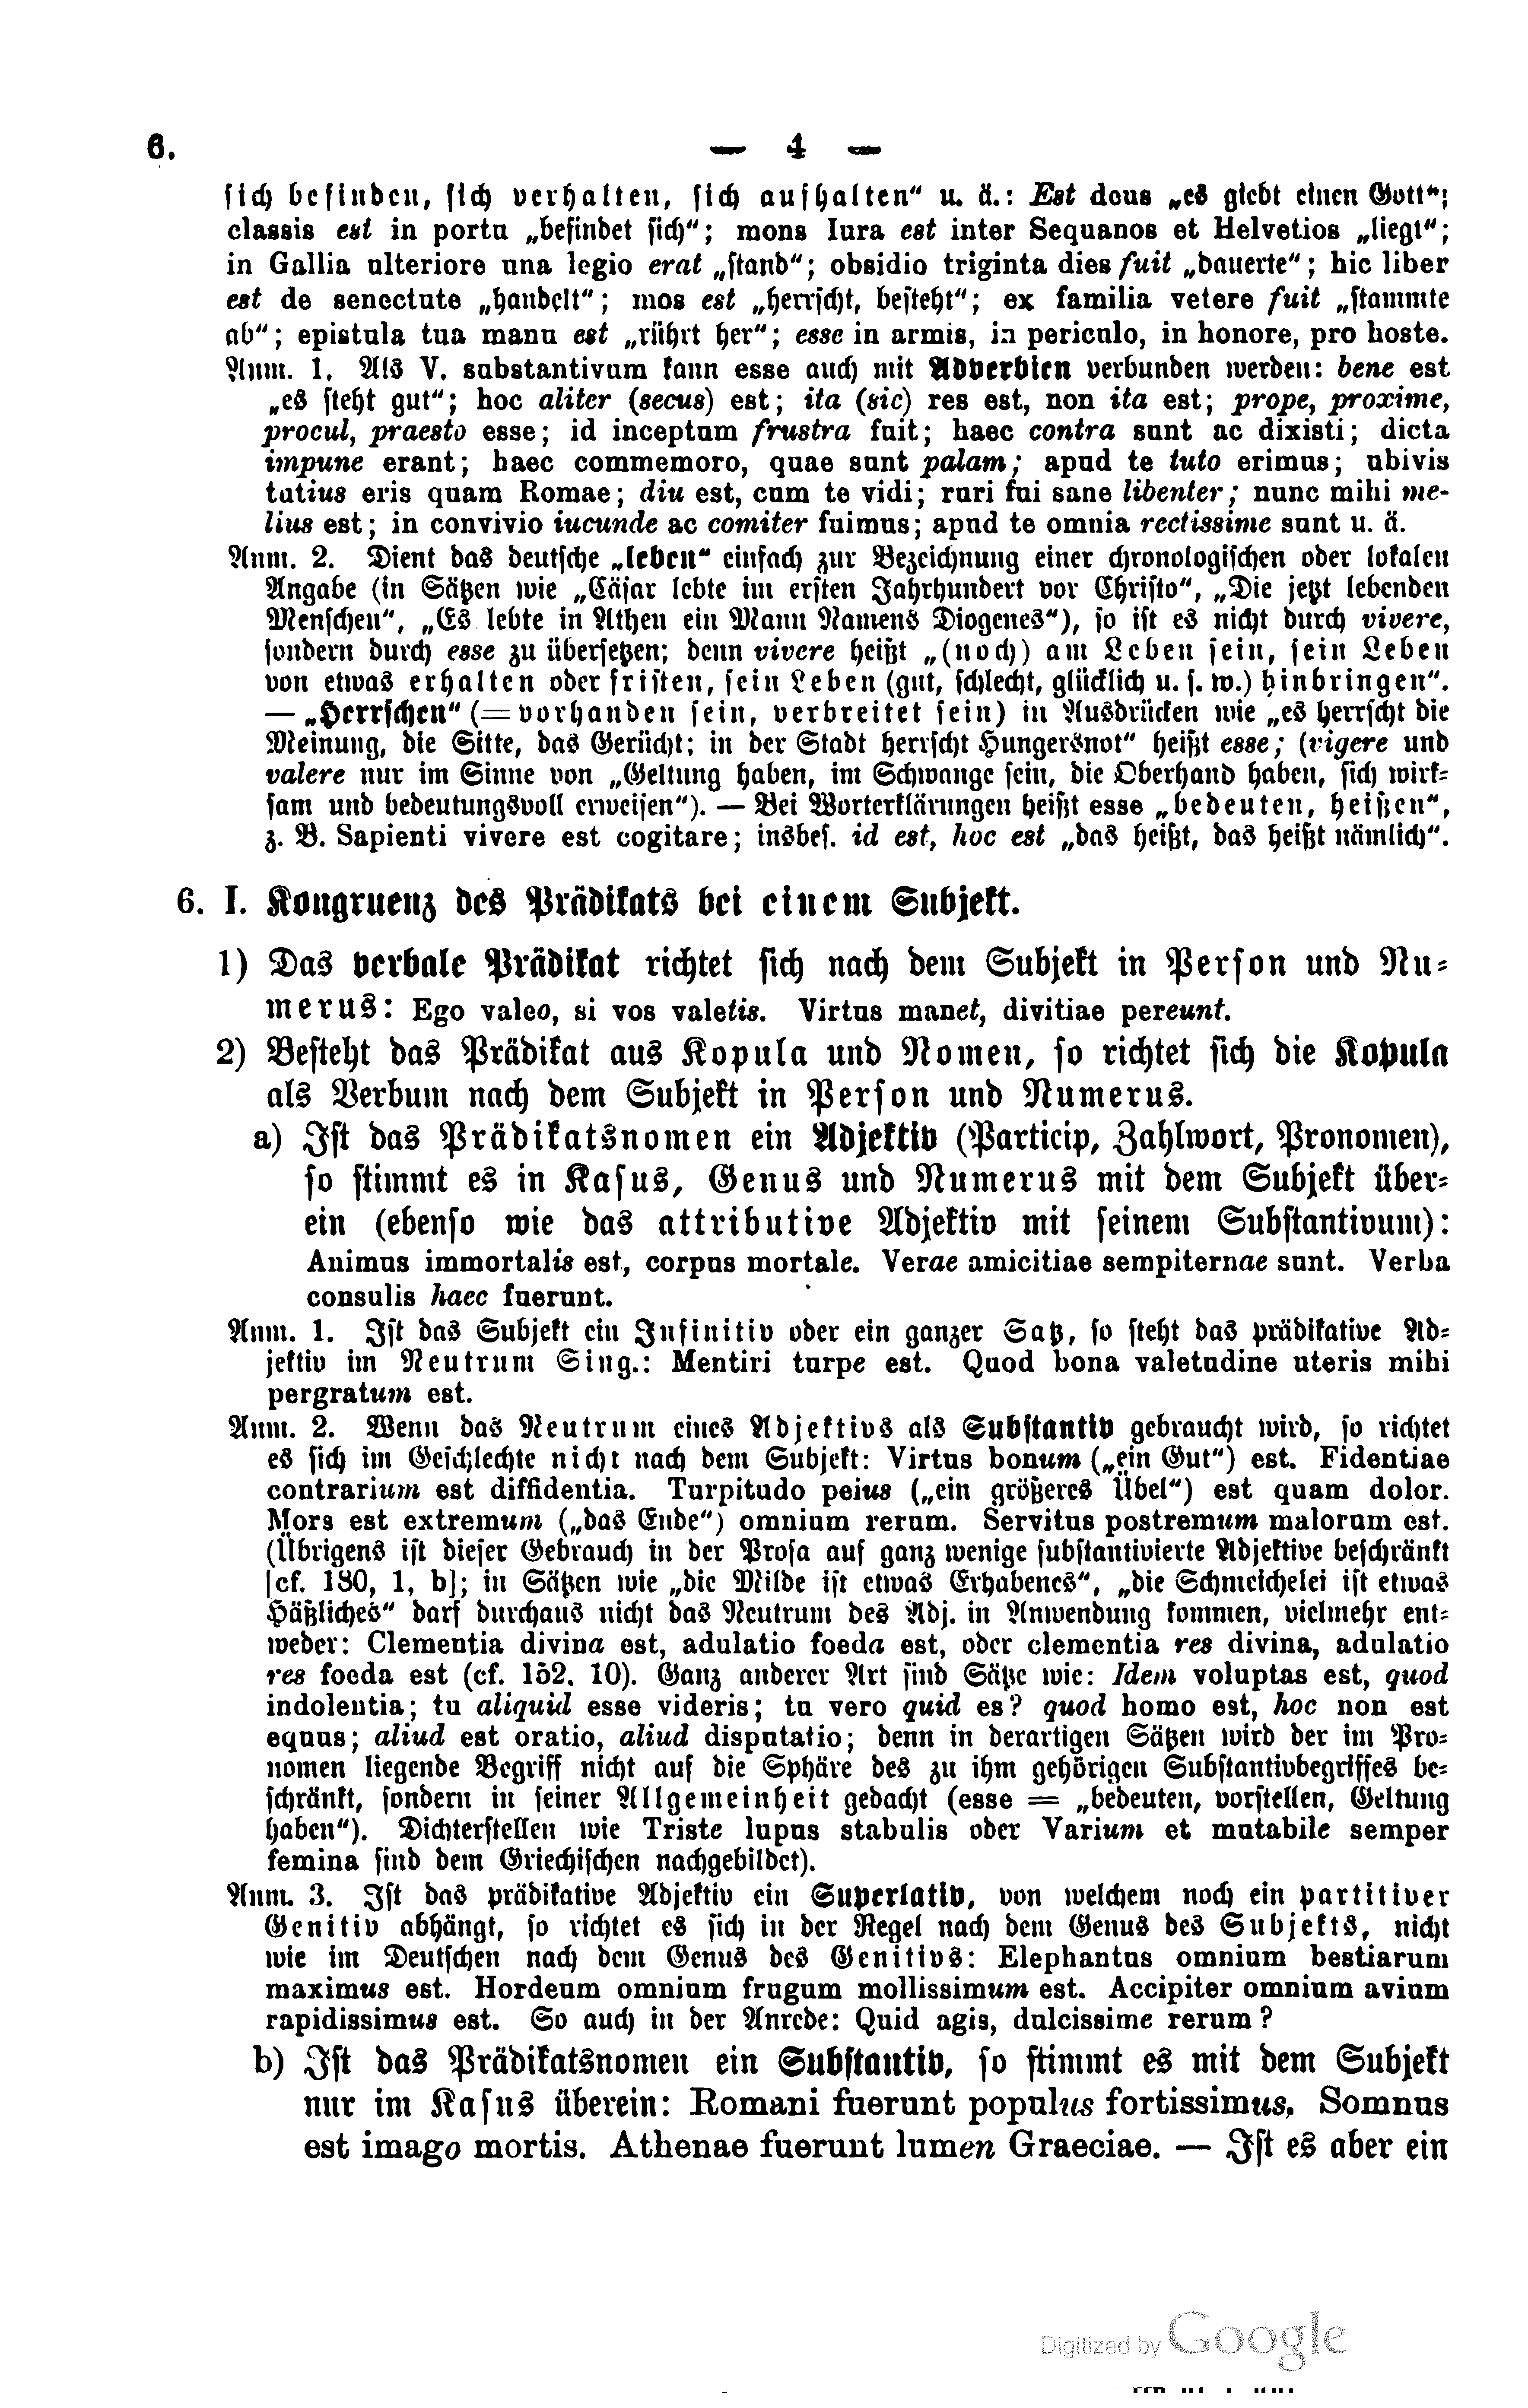 6. — 4 —
sich befinden, sich verhalten, sich aufhalten“ u. ä.: Est deus „es giebt einen Gott“;
classis est in portu „befindet sich“; mons Iura est inter Sequanos et Helvetios „liegt“;
in Gallia ulteriore una legio erat „stand“; obsidio triginta dies fuit „dauerte“; hic liber
est de senectute „handelt“; mos est „herrscht, besteht“; ex familia vetere fuit „stammte
ab“; epistula tua manu est „rührt her“; esse in armis, in periculo, in honore, pro hoste.
Anm. 1. Als V. substantivum kann esse auch mit Adverbien verbunden werden: bene est
„es steht gut“; hoc aliter (secus) est; ita (sic) res est, non ita est; prope, proxime,
procul, praesto esse; id inceptum frustra fuit; haec contra sunt ac dixisti; dicta
impune erant; haec commemoro, quae sunt palam; apud te tuto erimus; ubivis
tutius eris quam Romae; diu est, cum te vidi; ruri fui sane libenter; nunc mihi me-
lius est; in convivio iucunde ac comiter fuimus; apud te omnia rectissime sunt u. ä.
Anm. 2. Dient das deutsche „leben“ einfach zur Bezeichnung einer chronologischen oder lokalen
Angabe (in Sätzen wie „Cäsar lebte im ersten Jahrhundert vor Christo“, „Die jetzt lebenden
Menschen“, „Es lebte in Athen ein Mann Namens Diogenes“), so ist es nicht durch vivere,
sondern durch esse zu übersetzen; denn vivere heißt „(noch) am Leben sein, sein Leben
von etwas erhalten oder fristen, sein Leben (gut, schlecht, glücklich u. s. w.) hinbringen“.
— „Herrschen“ (= vorhanden sein, verbreitet sein) in Ausdrücken wie „es herrscht die
Meinung, die Sitte, das Gerücht; in der Stadt herrscht Hungersnot“ heißt esse; (vigere und
valere nur im Sinne von „Geltung haben, im Schwange sein, die Oberhand haben, sich wirk-
sam und bedeutungsvoll erweisen“). — Bei Worterklärungen heißt esse „bedeuten, heißen“,
z. B. Sapienti vivere est cogitare; insbes. id est, hoc est „das heißt, das heißt nämlich“.
6. I. Kongruenz des Prädikats bei einem Subjekt.
1) Das verbale Prädikat richtet sich nach dem Subjekt in Person und Nu-
merus: Ego valeo, si vos valetis. Virtus manet, divitiae pereunt.
2) Besteht das Prädikat aus Kopula und Nomen, so richtet sich die Kopula
als Verbum nach dem Subjekt in Person und Numerus.
a) Ist das Prädikatsnomen ein Adjektiv (Particip, Zahlwort, Pronomen),
so stimmt es in Kasus, Genus und Numerus mit dem Subjekt über-
ein (ebenso wie das attributive Adjektiv mit seinem Substantivum):
Animus immortalis est, corpus mortale. Verae amicitiae sempiternae sunt. Verba
consulis haec fuerunt.
Anm. 1. Ist das Subjekt ein Infinitiv oder ein ganzer Satz, so steht das prädikative Ad-
jektiv im Neutrum Sing.: Mentiri turpe est. Quod bona valetudine uteris mihi
pergratum est.
Anm. 2. Wenn das Neutrum eines Adjektivs als Substantiv gebraucht wird, so richtet
es sich im Geschlechte nicht nach dem Subjekt: Virtus bonum („ein Gut“) est. Fidentiae
contrarium est diffidentia. Turpitudo peius („ein größeres Übel“) est quam dolor.
Mors est extremum („das Ende“) omnium rerum. Servitus postremum malorum est.
(Übrigens ist dieser Gebrauch in der Prosa auf ganz wenige substantivierte Adjektive beschränkt
[cf. 180, 1, b]; in Sätzen wie „die Milde ist etwas Erhabenes“, „die Schmeichelei ist etwas
Häßliches“ darf durchaus nicht das Neutrum des Adj. in Anwendung kommen, vielmehr ent-
weder: Clementia divina est, adulatio foeda est, oder clementia res divina, adulatio
res foeda est (cf. 152, 10). Ganz anderer Art sind Sätze wie: Idem voluptas est, quod
indolentia; tu aliquid esse videris; tu vero quid es? quod homo est, hoc non est
equus; aliud est oratio, aliud disputatio; denn in derartigen Sätzen wird der im Pro-
nomen liegende Begriff nicht auf die Sphäre des zu ihm gehörigen Substantivbegriffes be-
schränkt, sondern in seiner Allgemeinheit gedacht (esse = „bedeuten, vorstellen, Geltung
haben“). Dichterstellen wie Triste lupus stabulis oder Varium et mutabile semper
femina sind dem Griechischen nachgebildet).
Anm. 3. Ist das prädikative Adjektiv ein Superlativ, von welchem noch ein partitiver
Genitiv abhängt, so richtet es sich in der Regel nach dem Genus des Subjekts, nicht
wie im Deutschen nach dem Genus des Genitivs: Elephantus omnium bestiarum
maximus est. Hordeum omnium frugum mollissimum est. Accipiter omnium avium
rapidissimus est. So auch in der Anrede: Quid agis, dulcissime rerum?
b) Ist das Prädikatsnomen ein Substantiv, so stimmt es mit dem Subjekt
nur im Kasus überein: Romani fuerunt populus fortissimus. Somnus
est imago mortis. Athenae fuerunt lumen Graeciae. — Ist es aber ein
Digitized by Google